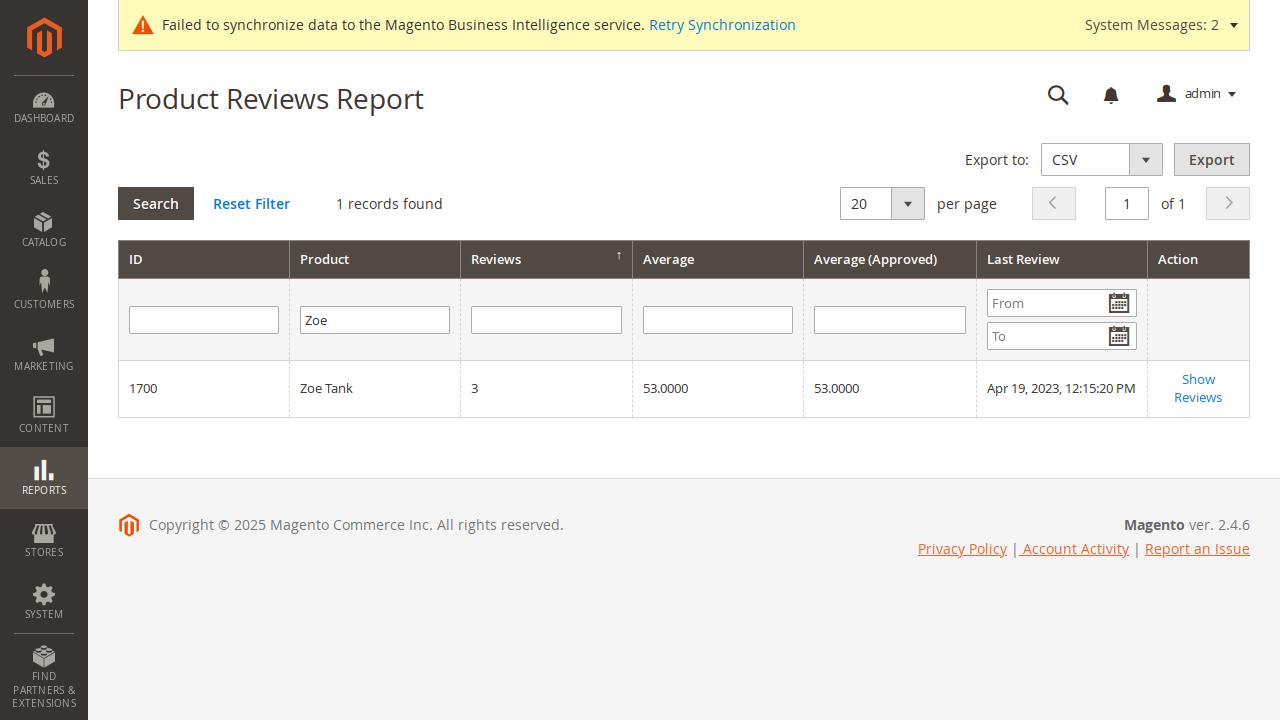 Failed to synchronize data to the Magento Business Intelligence service. Retry Synchronization System Messages: 2
Product Reviews Report
admin
Export to: CSV Export
Search Reset Filter 1 records found 20 per page 1 of 1
ID Product Reviews ↑ Average Average (Approved) Last Review Action
From
Zoe
To
1700 Zoe Tank 3 53.0000 53.0000 Apr 19, 2023, 12:15:20 PM Show Reviews
DASHBOARD
SALES
CATALOG
CUSTOMERS
MARKETING
CONTENT
REPORTS
STORES
SYSTEM
FIND
PARTNERS &
EXTENSIONS
Copyright © 2025 Magento Commerce Inc. All rights reserved. Magento ver. 2.4.6
Privacy Policy | Account Activity | Report an Issue